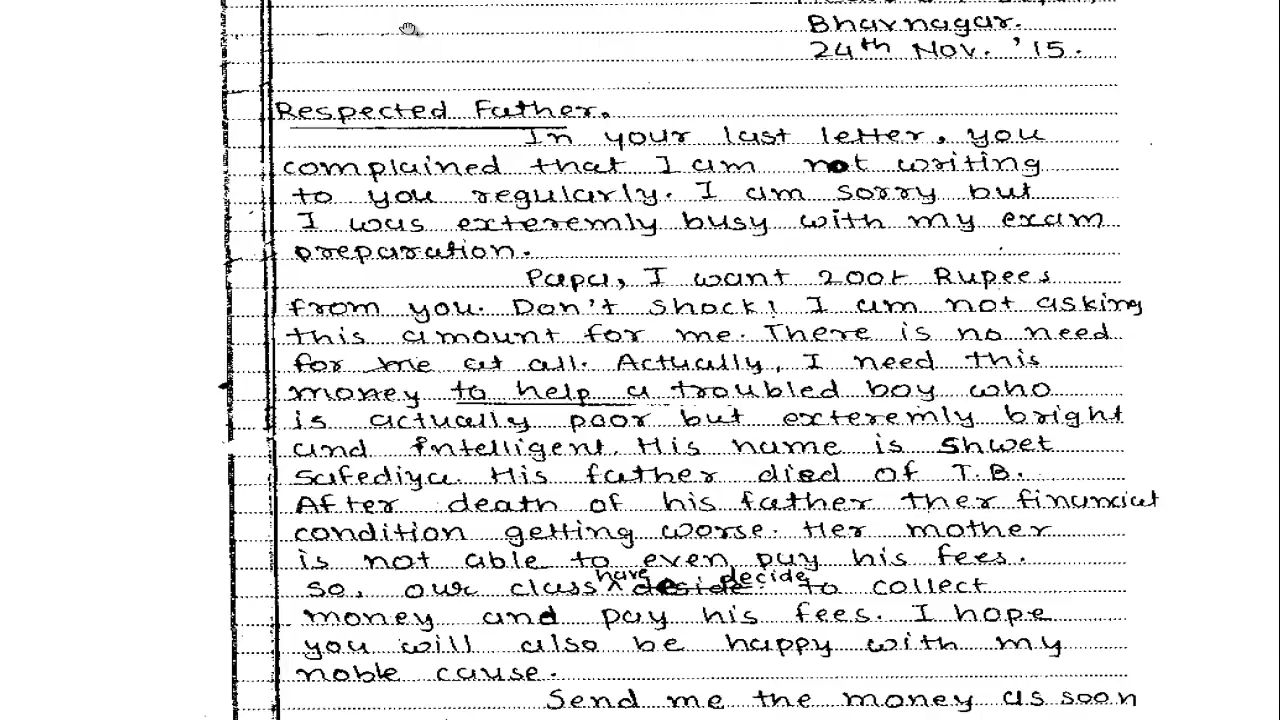 Bhavnagar.
24th Nov. '15.
Respected Father.
In your last letter, you
complained that I am not writing
to you regularly. I am sorry but
I was exteremly busy with my exam
preparation.
Papa, I want 200t Rupees
from you. Don't shock! I am not asking
this amount for me. There is no need
for me at all. Actually, I need this
money to help a troubled boy who
is actually poor but exteremly bright
and intelligent. His name is Shwet
Safediya. His father died of T.B.
After death of his father ther financial
condition getting worse. Her mother
is not able to even pay his fees.
So, our class have decide to collect
money and pay his fees. I hope
you will also be happy with my
noble cause.
Send me the money as soon